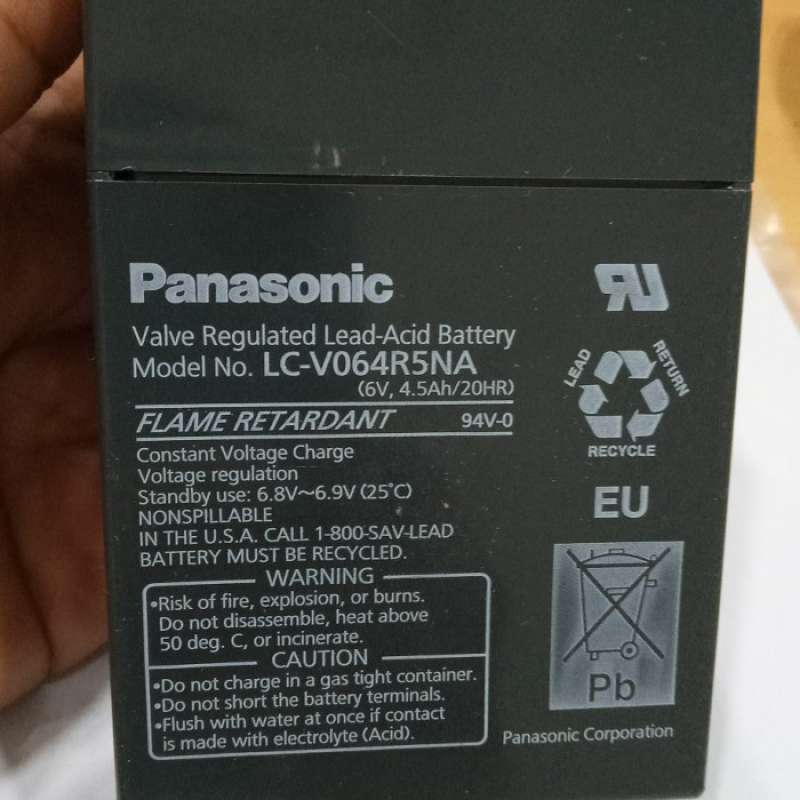 Panasonic
Valve Regulated Lead-Acid Battery
Model No. LC-V064R5NA
(6V, 4.5Ah/20HR)
FLAME RETARDANT 94V-0
Constant Voltage Charge
Voltage regulation
Standby use: 6.8V～6.9V (25℃)
NONSPILLABLE
IN THE U.S.A. CALL 1-800-SAV-LEAD
BATTERY MUST BE RECYCLED.
WARNING
•Risk of fire, explosion, or burns.
Do not disassemble, heat above
50 deg. C, or incinerate.
CAUTION
•Do not charge in a gas tight container.
•Do not short the battery terminals.
•Flush with water at once if contact
is made with electrolyte (Acid).
RU
LEAD
RETURN
RECYCLE
EU
Pb
Panasonic Corporation